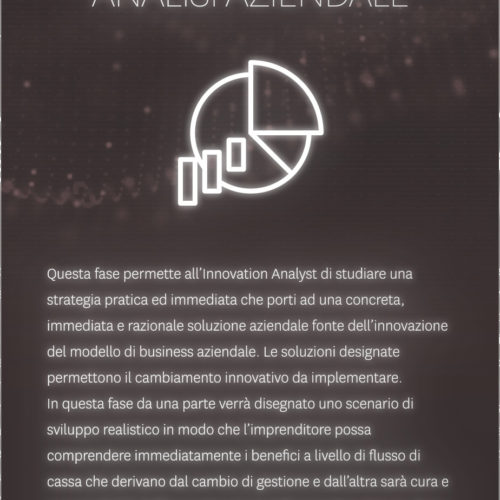 ANALISI AZIENDALE
Questa fase permette all’Innovation Analyst di studiare una
strategia pratica ed immediata che porti ad una concreta,
immediata e razionale soluzione aziendale fonte dell’innovazione
del modello di business aziendale. Le soluzioni designate
permettono il cambiamento innovativo da implementare.
In questa fase da una parte verrà disegnato uno scenario di
sviluppo realistico in modo che l’imprenditore possa
comprendere immediatamente i benefici a livello di flusso di
cassa che derivano dal cambio di gestione e dall’altra sarà cura e